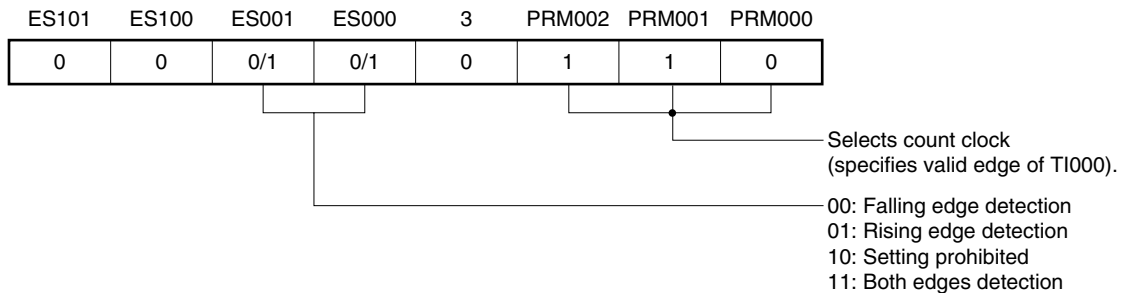 ES101 ES100 ES001 ES000 3 PRM002 PRM001 PRM000
0 0 0/1 0/1 0 1 1 0
Selects count clock
(specifies valid edge of TI000).
00: Falling edge detection
01: Rising edge detection
10: Setting prohibited
11: Both edges detection